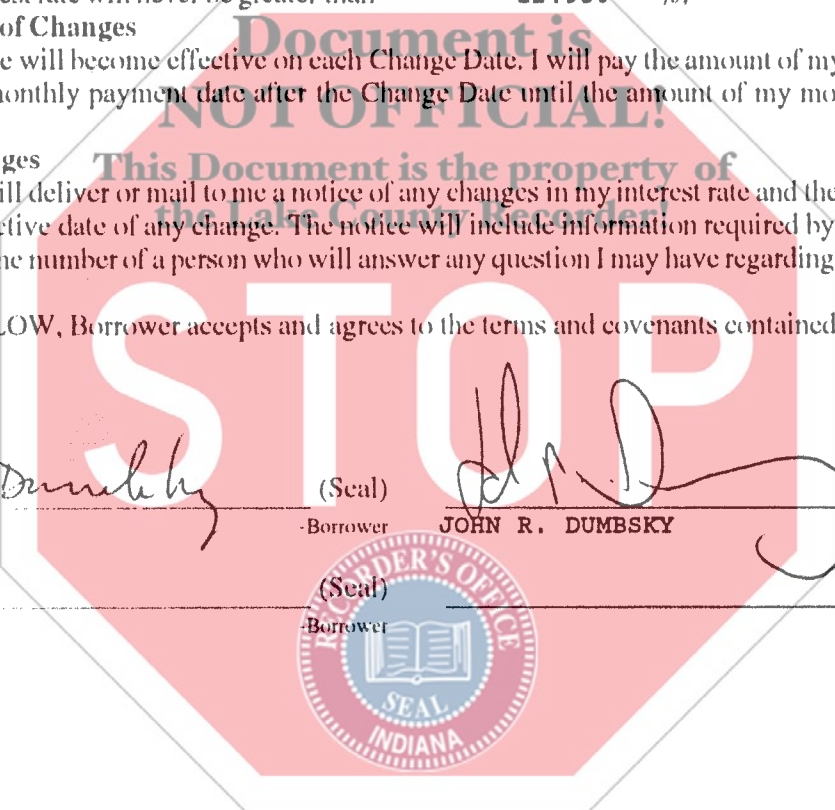 of Changes
Document is
e will become effective on each Change Date. I will pay the amount of my
nonthly payment date after the Change Date until the amount of my mo
NOT OFFICIAL!
ges
This Document is the property of
ill deliver or mail to me a notice of any changes in my interest rate and the
the Lake County Recorder!
ctive date of any change. The notice will include information required by
ne number of a person who will answer any question I may have regarding
STOP
LOW, Borrower accepts and agrees to the terms and covenants contained
(Seal)
-Borrower
JOHN R. DUMBSKY
(Seal)
-Borrower
RECORDER'S OFFICE
SEAL
INDIANA